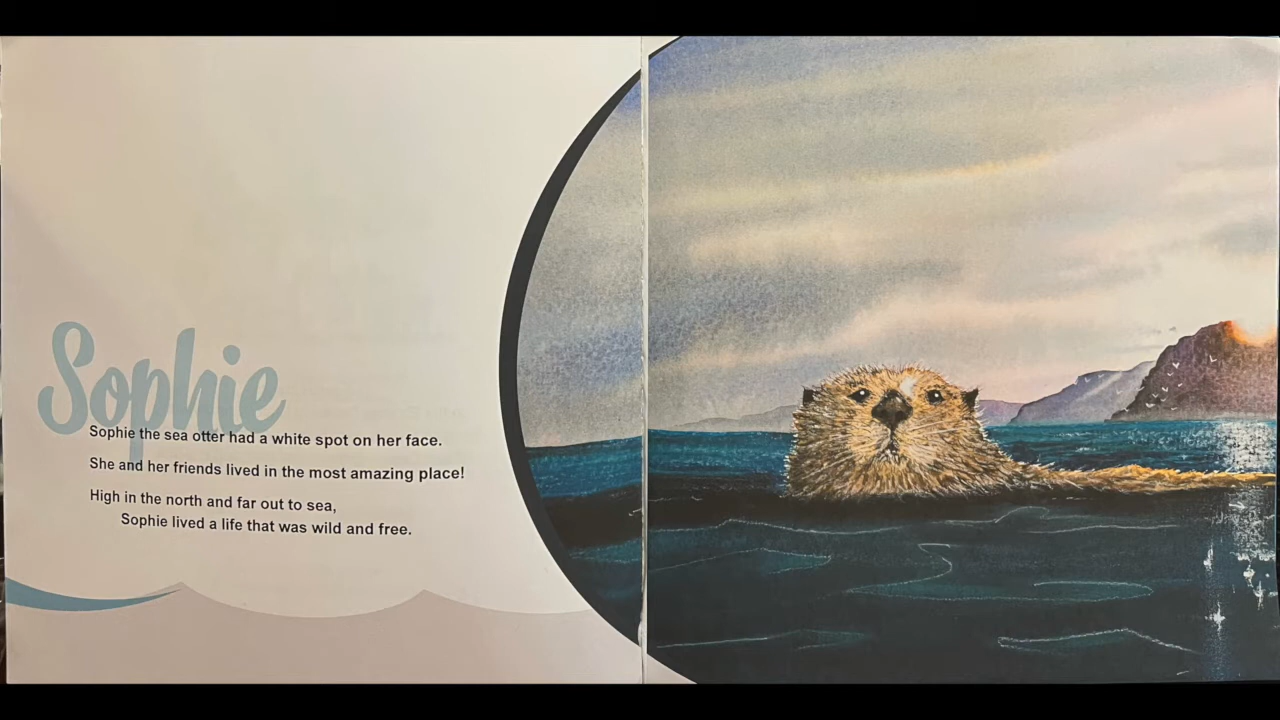 Sophie
Sophie the sea otter had a white spot on her face.
She and her friends lived in the most amazing place!
High in the north and far out to sea,
Sophie lived a life that was wild and free.